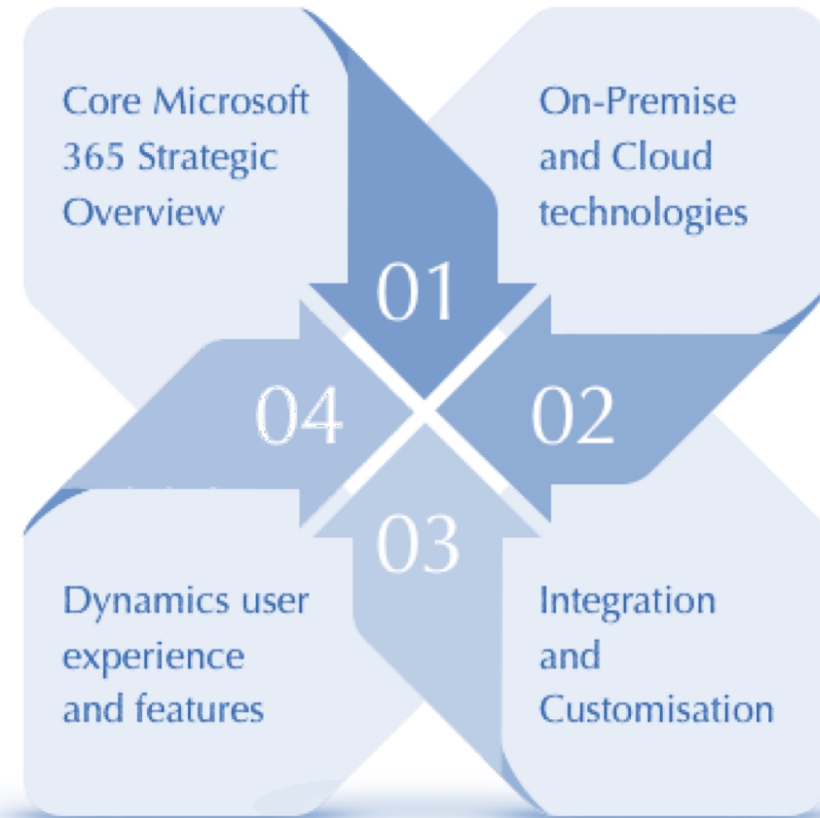 Core Microsoft
365 Strategic
Overview
01
On-Premise
and Cloud
technologies
02
Integration
and
Customisation
03
Dynamics user
experience
and features
04